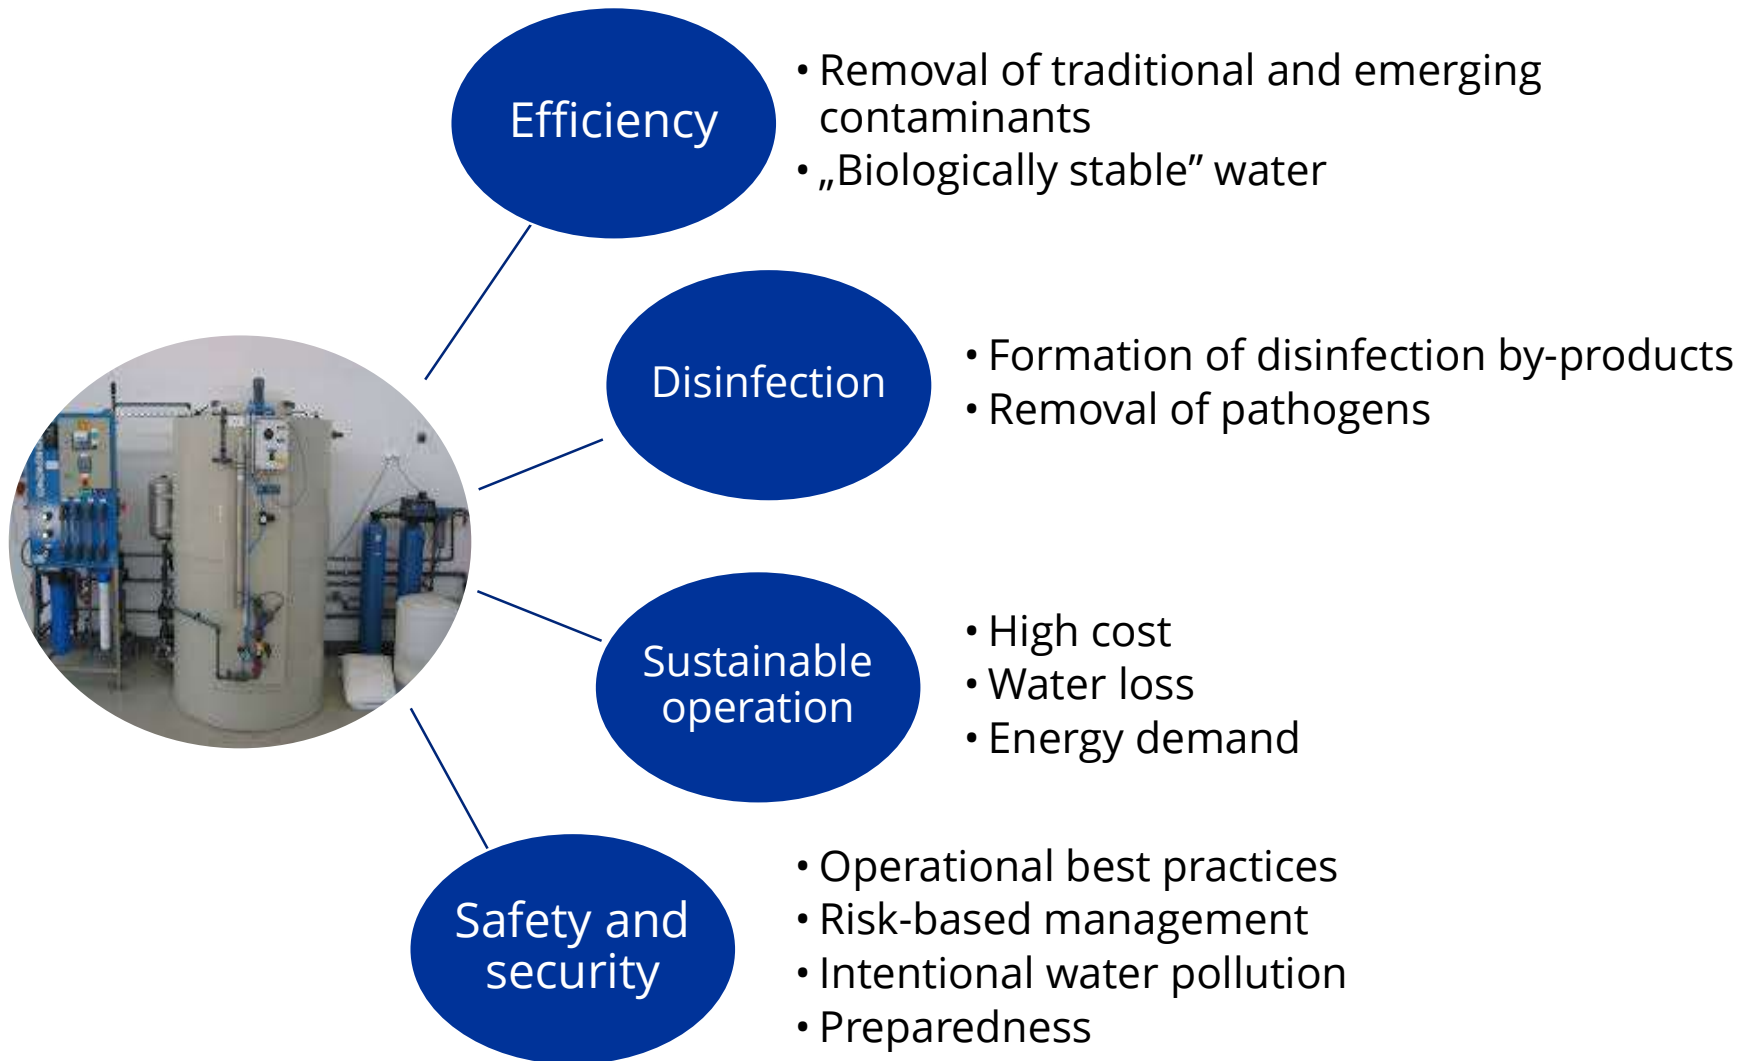 Efficiency
• Removal of traditional and emerging
contaminants
• „Biologically stable” water
Disinfection
• Formation of disinfection by-products
• Removal of pathogens
Sustainable
operation
• High cost
• Water loss
• Energy demand
Safety and
security
• Operational best practices
• Risk-based management
• Intentional water pollution
• Preparedness